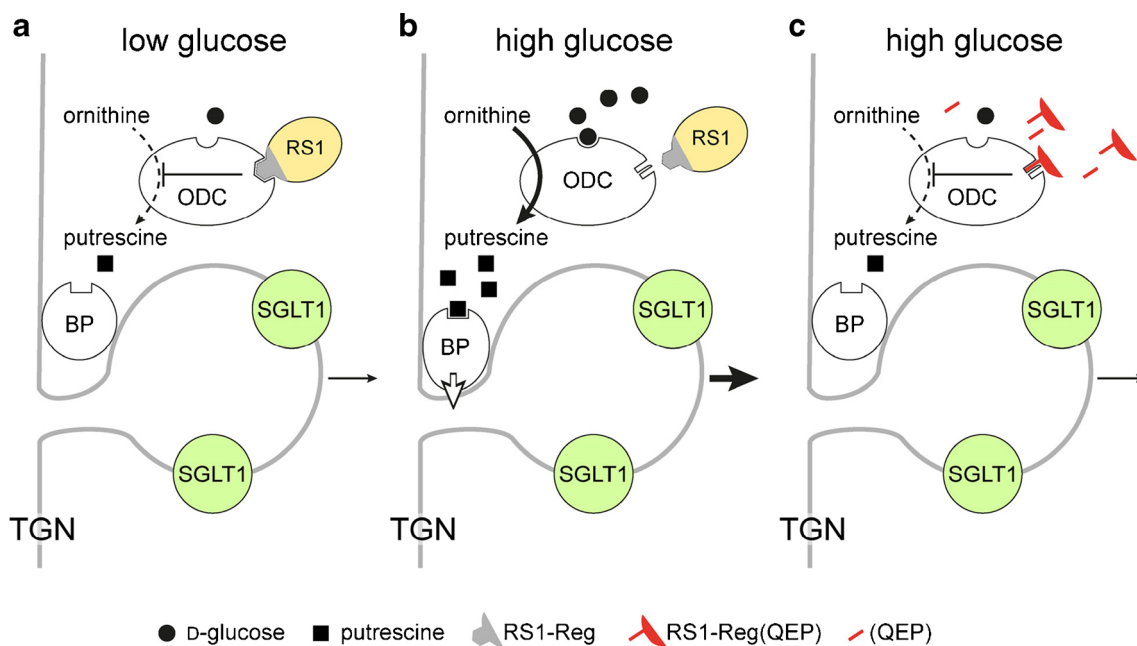 a
low glucose
ornithine
RS1
ODC
putrescine
BP
SGLT1
SGLT1
TGN
b
high glucose
ornithine
RS1
ODC
putrescine
BP
SGLT1
SGLT1
TGN
c
high glucose
ornithine
ODC
putrescine
BP
SGLT1
SGLT1
TGN
D-glucose putrescine RS1-Reg RS1-Reg(QEP) (QEP)